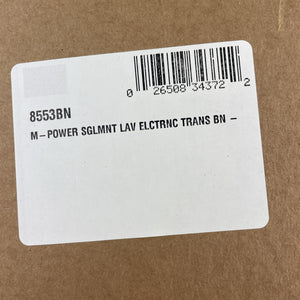 0 26508 34372 2
8553BN
M-POWER SGLMNT LAV ELCTRNC TRANS BN -